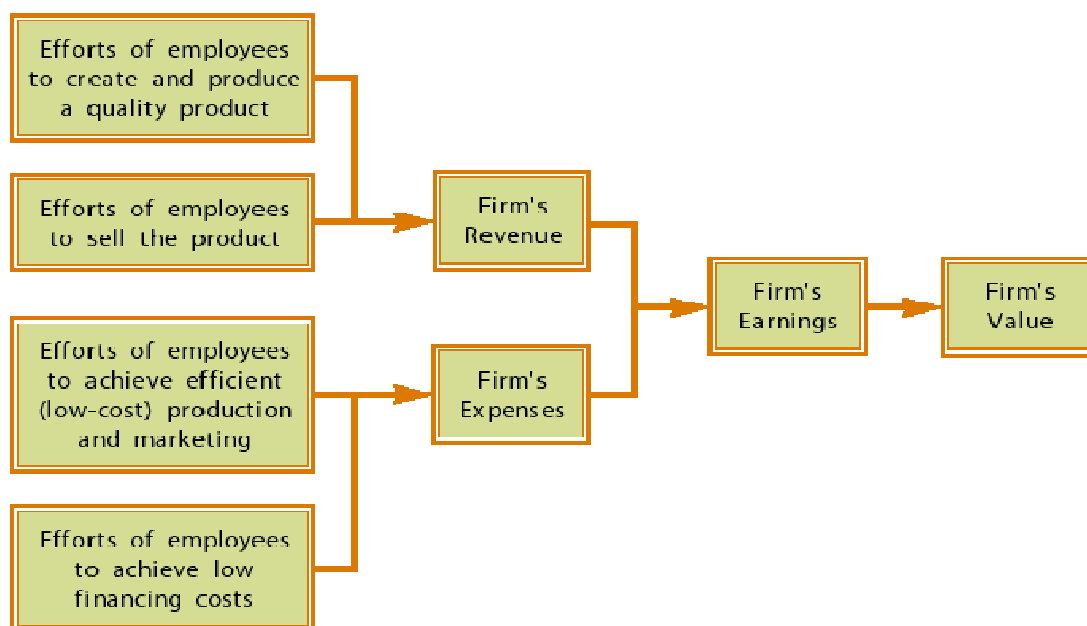 Efforts of employees
to create and produce
a quality product
Efforts of employees
to sell the product
Firm's
Revenue
Efforts of employees
to achieve efficient
(low-cost) production
and marketing
Firm's
Expenses
Efforts of employees
to achieve low
financing costs
Firm's
Earnings
Firm's
Value